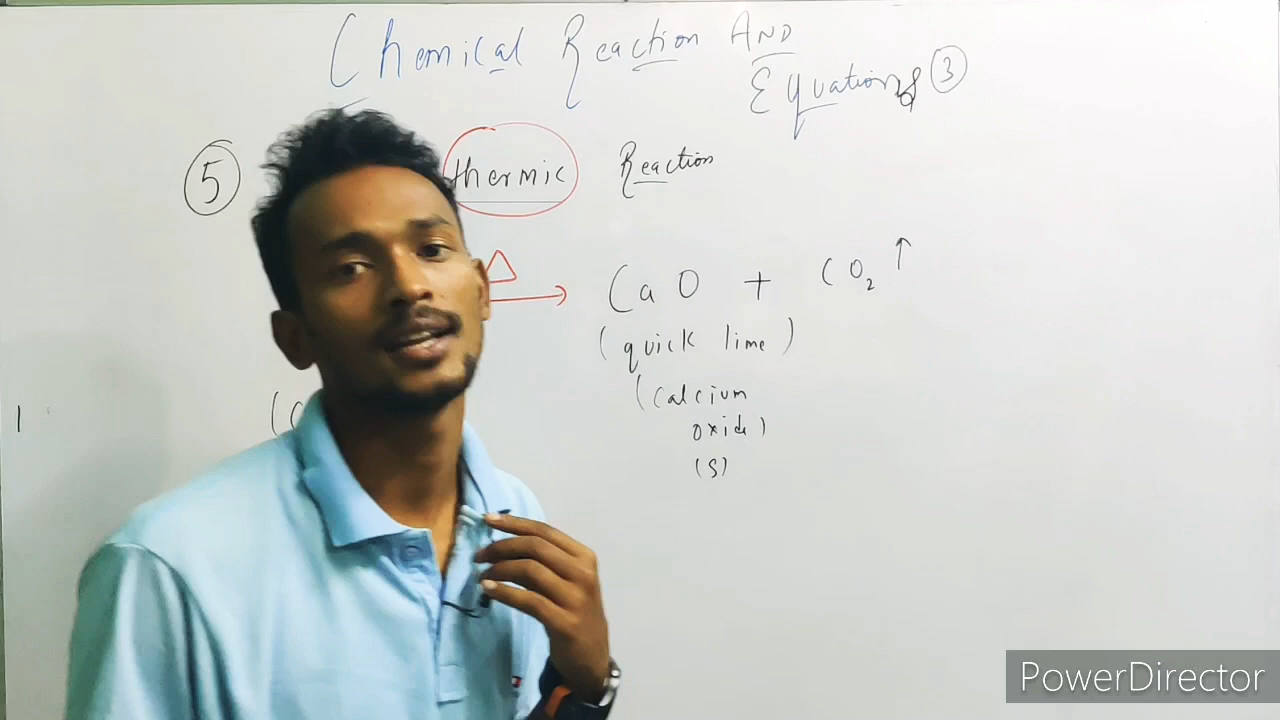 Chemical Reaction AND
Equations 3
5 thermic Reaction
Δ → CaO + CO₂ ↑
(quick lime)
(calcium
oxide)
(s)
PowerDirector